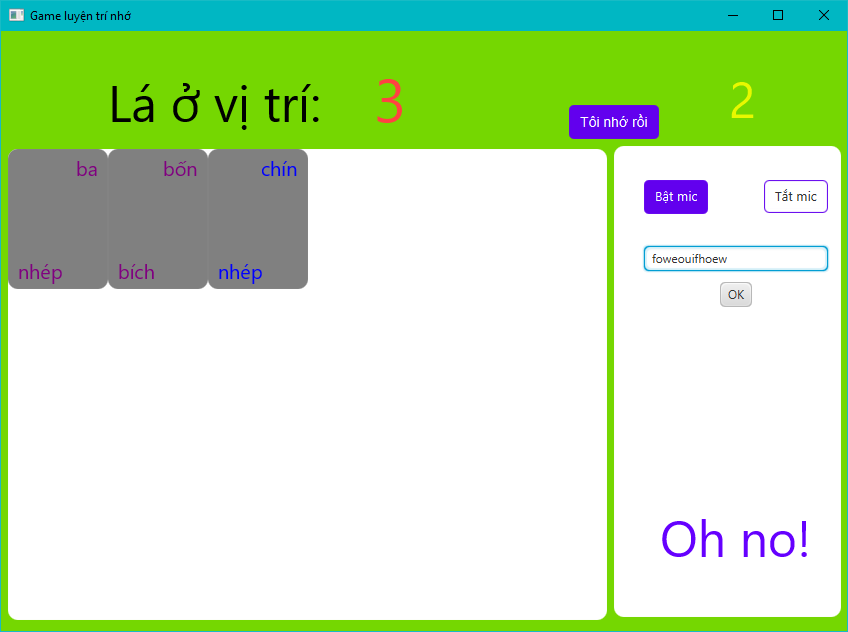 Game luyện trí nhớ
Lá ở vị trí: 3
2
Tôi nhớ rồi
ba
nhép
bốn
bích
chín
nhép
Bật mic
Tắt mic
foweouifhoew
OK
Oh no!